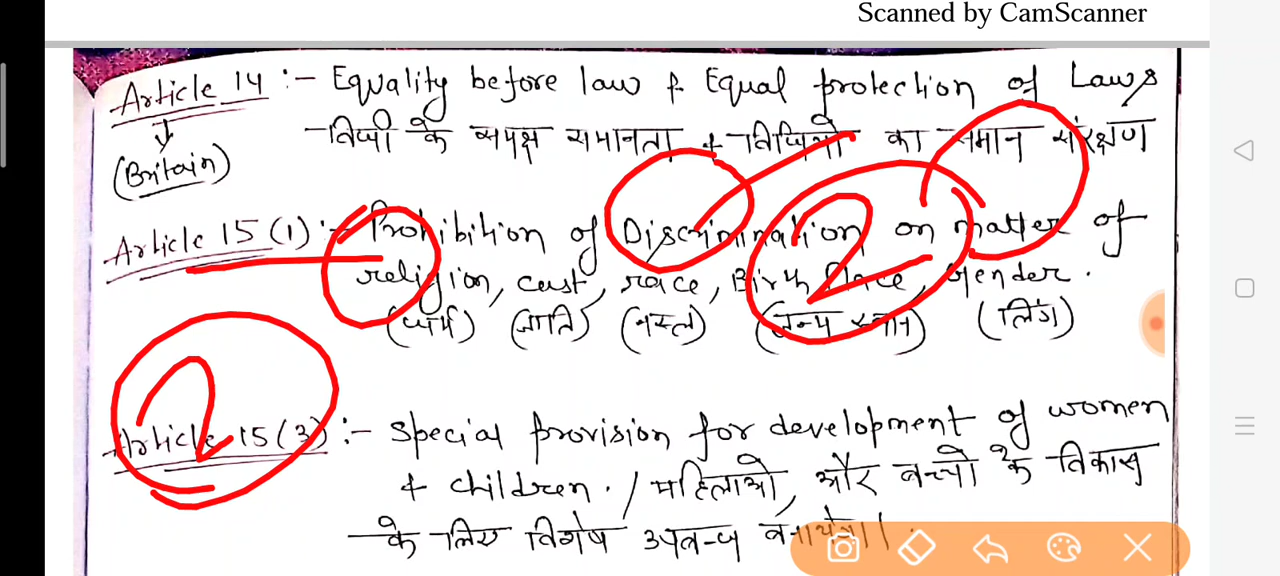 Scanned by CamScanner
Article 14 :- Equality before law & Equal protection of Laws
(Britain) विधी के समक्ष समानता + विधियों का समान संरक्षण
Article 15 (1) :- Prohibition of Discrimination on matter of
religion, cast, race, Birth Place, Gender.
(धर्म) (जाति) (नस्ल) (जन्म स्थान) (लिंग)
2
2
Article 15 (3) :- Special provision for development of women
+ children. / महिलाओ, और बच्चो के विकास
के लिए विशेष उपबन्ध